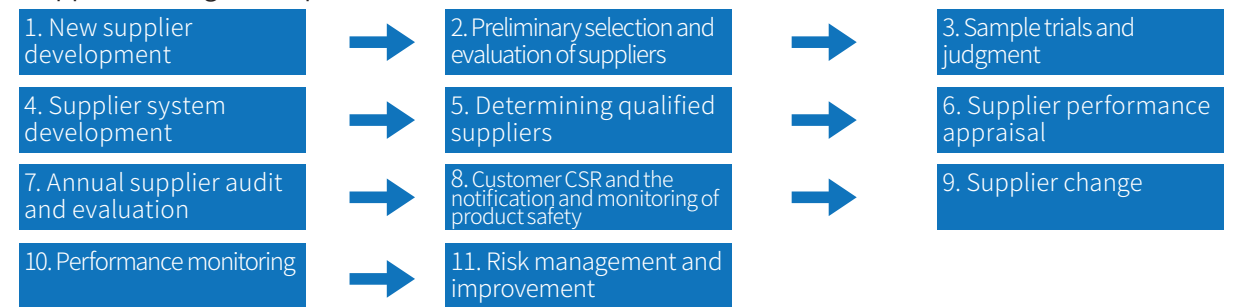 1. New supplier
development
2. Preliminary selection and
evaluation of suppliers
3. Sample trials and
judgment
4. Supplier system
development
5. Determining qualified
suppliers
6. Supplier performance
appraisal
7. Annual supplier audit
and evaluation
8. Customer CSR and the
notification and monitoring of
product safety
9. Supplier change
10. Performance monitoring
11. Risk management and
improvement